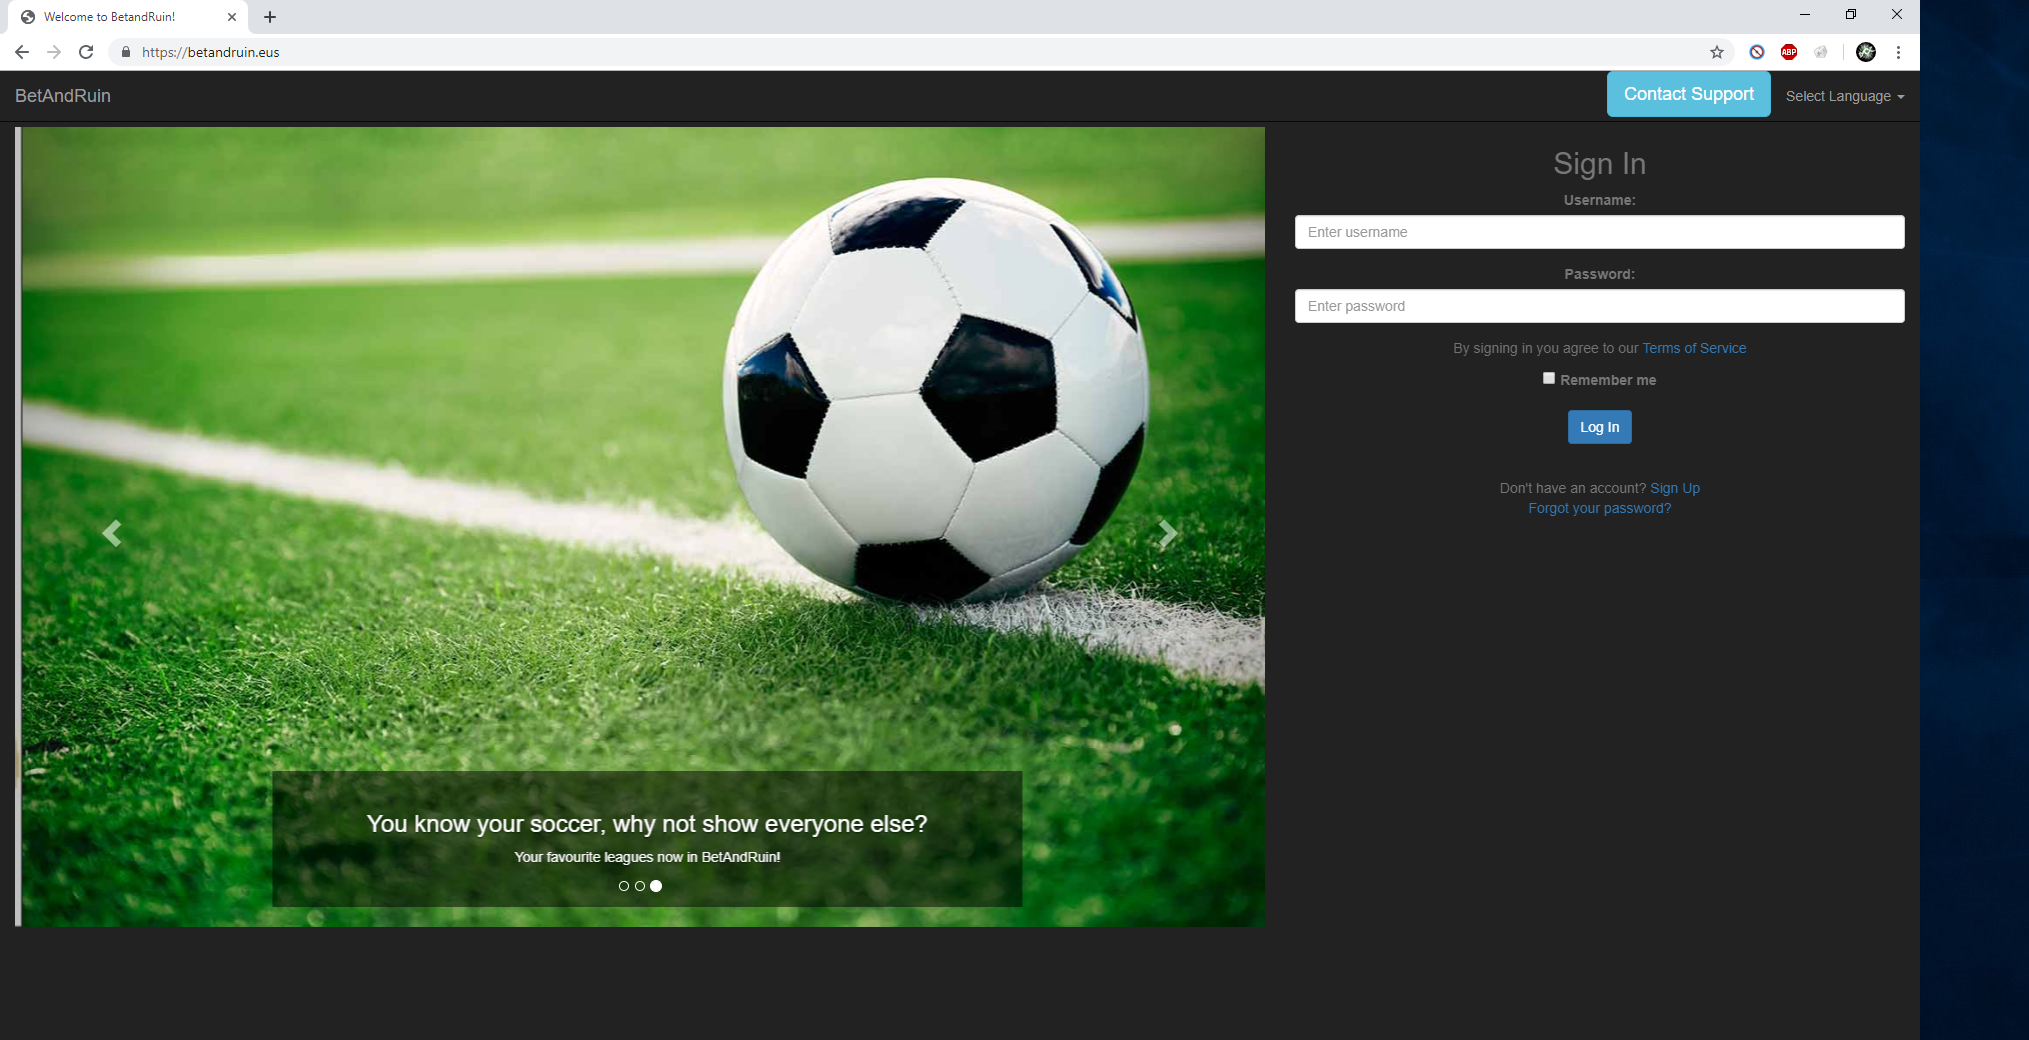 Welcome to BetandRuin!
https://betandruin.eus
ABP
BetAndRuin
Contact Support
Select Language
Sign In
Username:
Enter username
Password:
Enter password
By signing in you agree to our Terms of Service
Remember me
Log In
Don't have an account? Sign Up
Forgot your password?
You know your soccer, why not show everyone else?
Your favourite leagues now in BetAndRuin!